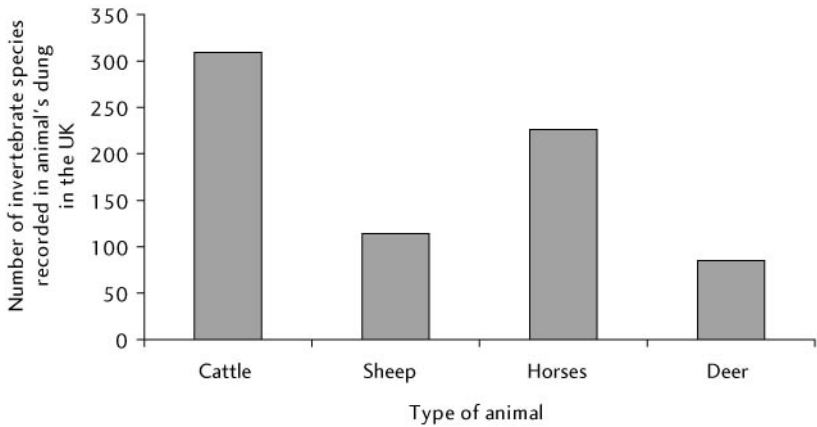 Number of invertebrate species
recorded in animal's dung
in the UK
350
300
250
200
150
100
50
0
Cattle Sheep Horses Deer
Type of animal